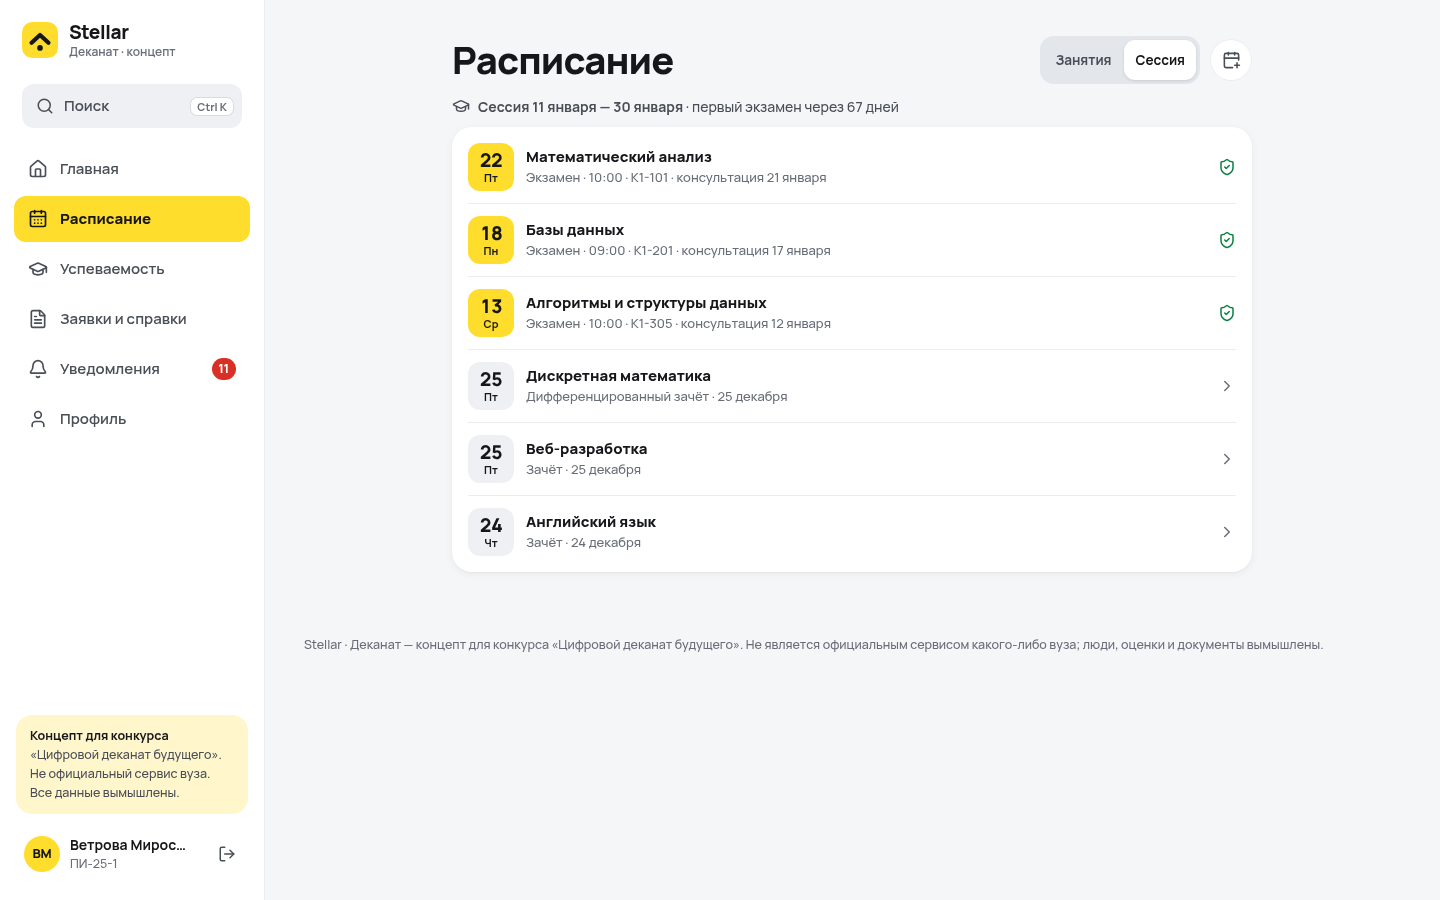 Stellar
Деканат · концепт
Поиск
Ctrl K
Главная
Расписание
Успеваемость
Заявки и справки
Уведомления
11
Профиль
Концепт для конкурса
«Цифровой деканат будущего».
Не официальный сервис вуза.
Все данные вымышлены.
ВМ
Ветрова Мирос...
ПИ-25-1
Расписание
Занятия
Сессия
Сессия 11 января — 30 января · первый экзамен через 67 дней
22
Пт
Математический анализ
Экзамен · 10:00 · К1-101 · консультация 21 января
18
Пн
Базы данных
Экзамен · 09:00 · К1-201 · консультация 17 января
13
Ср
Алгоритмы и структуры данных
Экзамен · 10:00 · К1-305 · консультация 12 января
25
Пт
Дискретная математика
Дифференцированный зачёт · 25 декабря
25
Пт
Веб-разработка
Зачёт · 25 декабря
24
Чт
Английский язык
Зачёт · 24 декабря
Stellar · Деканат — концепт для конкурса «Цифровой деканат будущего». Не является официальным сервисом какого-либо вуза; люди, оценки и документы вымышлены.